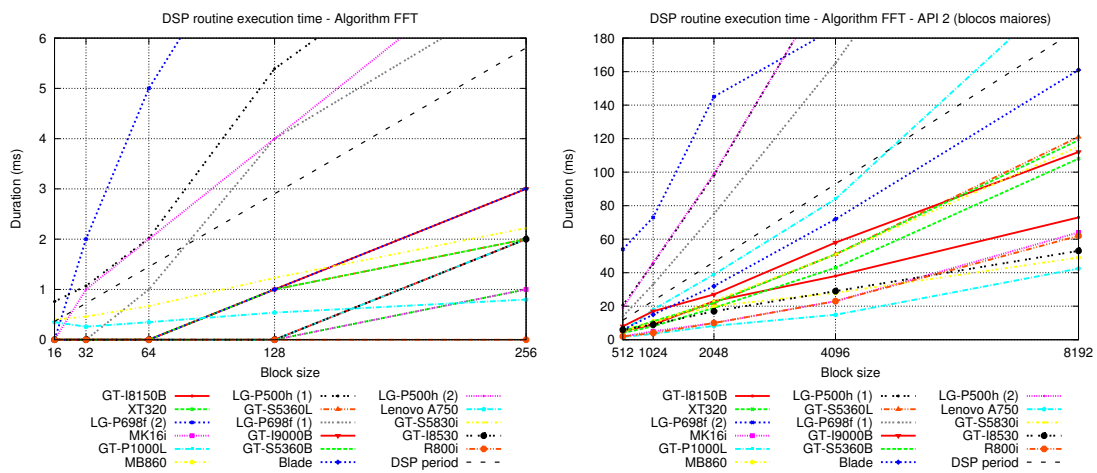 DSP routine execution time - Algorithm FFT
6
5
4
3
2
1
0
Duration (ms)
16 32 64 128 256
Block size
GT-I8150B LG-P500h (1) LG-P500h (2)
XT320 GT-S5360L Lenovo A750
LG-P698f (2) LG-P698f (1) GT-S5830i
MK16i GT-I9000B GT-I8530
GT-P1000L GT-S5360B R800i
MB860 Blade DSP period
DSP routine execution time - Algorithm FFT - API 2 (blocos maiores)
180
160
140
120
100
80
60
40
20
0
Duration (ms)
512 1024 2048 4096 8192
Block size
GT-I8150B LG-P500h (1) LG-P500h (2)
XT320 GT-S5360L Lenovo A750
LG-P698f (2) LG-P698f (1) GT-S5830i
MK16i GT-I9000B GT-I8530
GT-P1000L GT-S5360B R800i
MB860 Blade DSP period